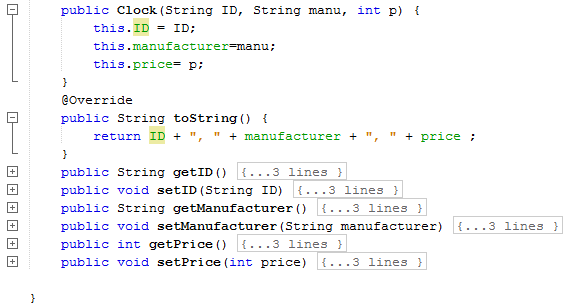 public Clock(String ID, String manu, int p) {
this.ID = ID;
this.manufacturer=manu;
this.price= p;
}
@Override
public String toString() {
return ID + ", " + manufacturer + ", " + price ;
}
public String getID() {...3 lines }
public void setID(String ID) {...3 lines }
public String getManufacturer() {...3 lines }
public void setManufacturer(String manufacturer) {...3 lines }
public int getPrice() {...3 lines }
public void setPrice(int price) {...3 lines }
}